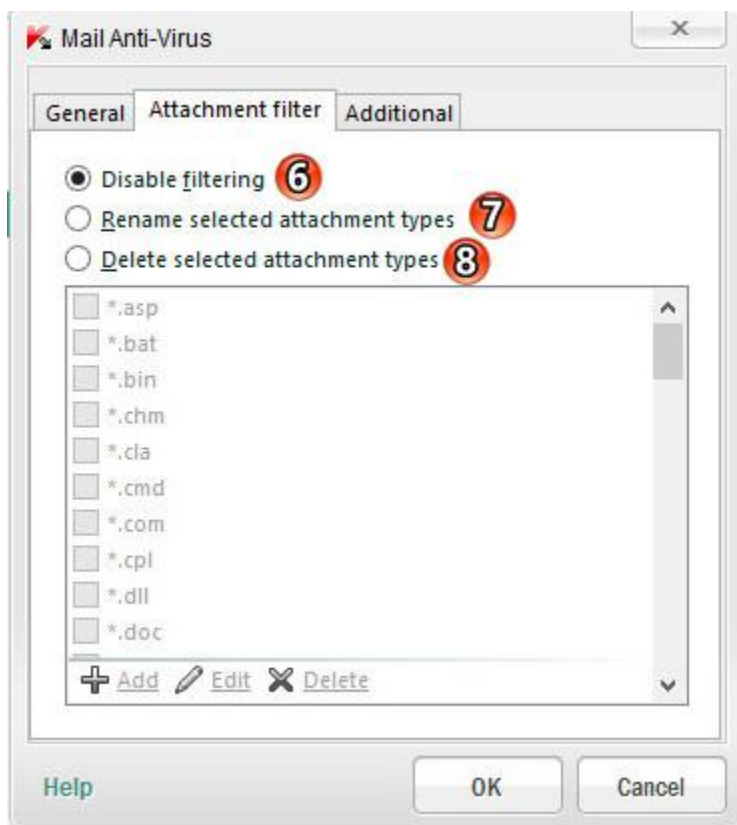 Mail Anti-Virus
General Attachment filter Additional
Disable filtering 6
Rename selected attachment types 7
Delete selected attachment types 8
*.asp
*.bat
*.bin
*.chm
*.cla
*.cmd
*.com
*.cpl
*.dll
*.doc
Add Edit Delete
Help OK Cancel